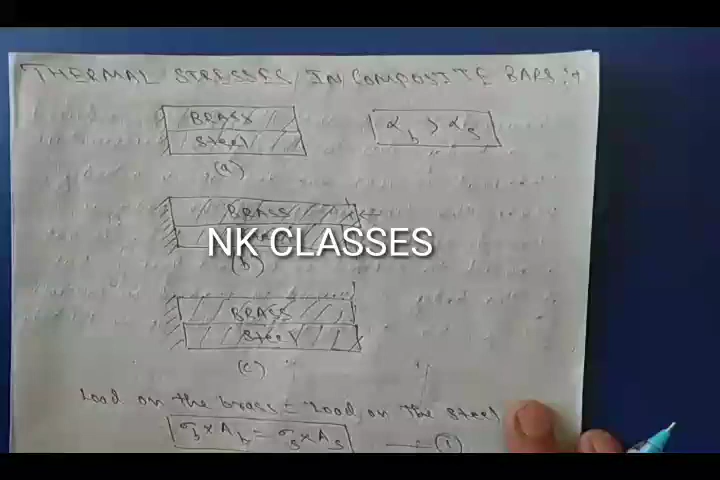 THERMAL STRESSES IN COMPOSITE BARS :→
BRASS
Steel
(a)
αb > αs
BRASS
NK CLASSES
(b)
BRASS
Steel
(c)
Load on the brass = Load on the steel
σb × Ab = σs × As —— (1)